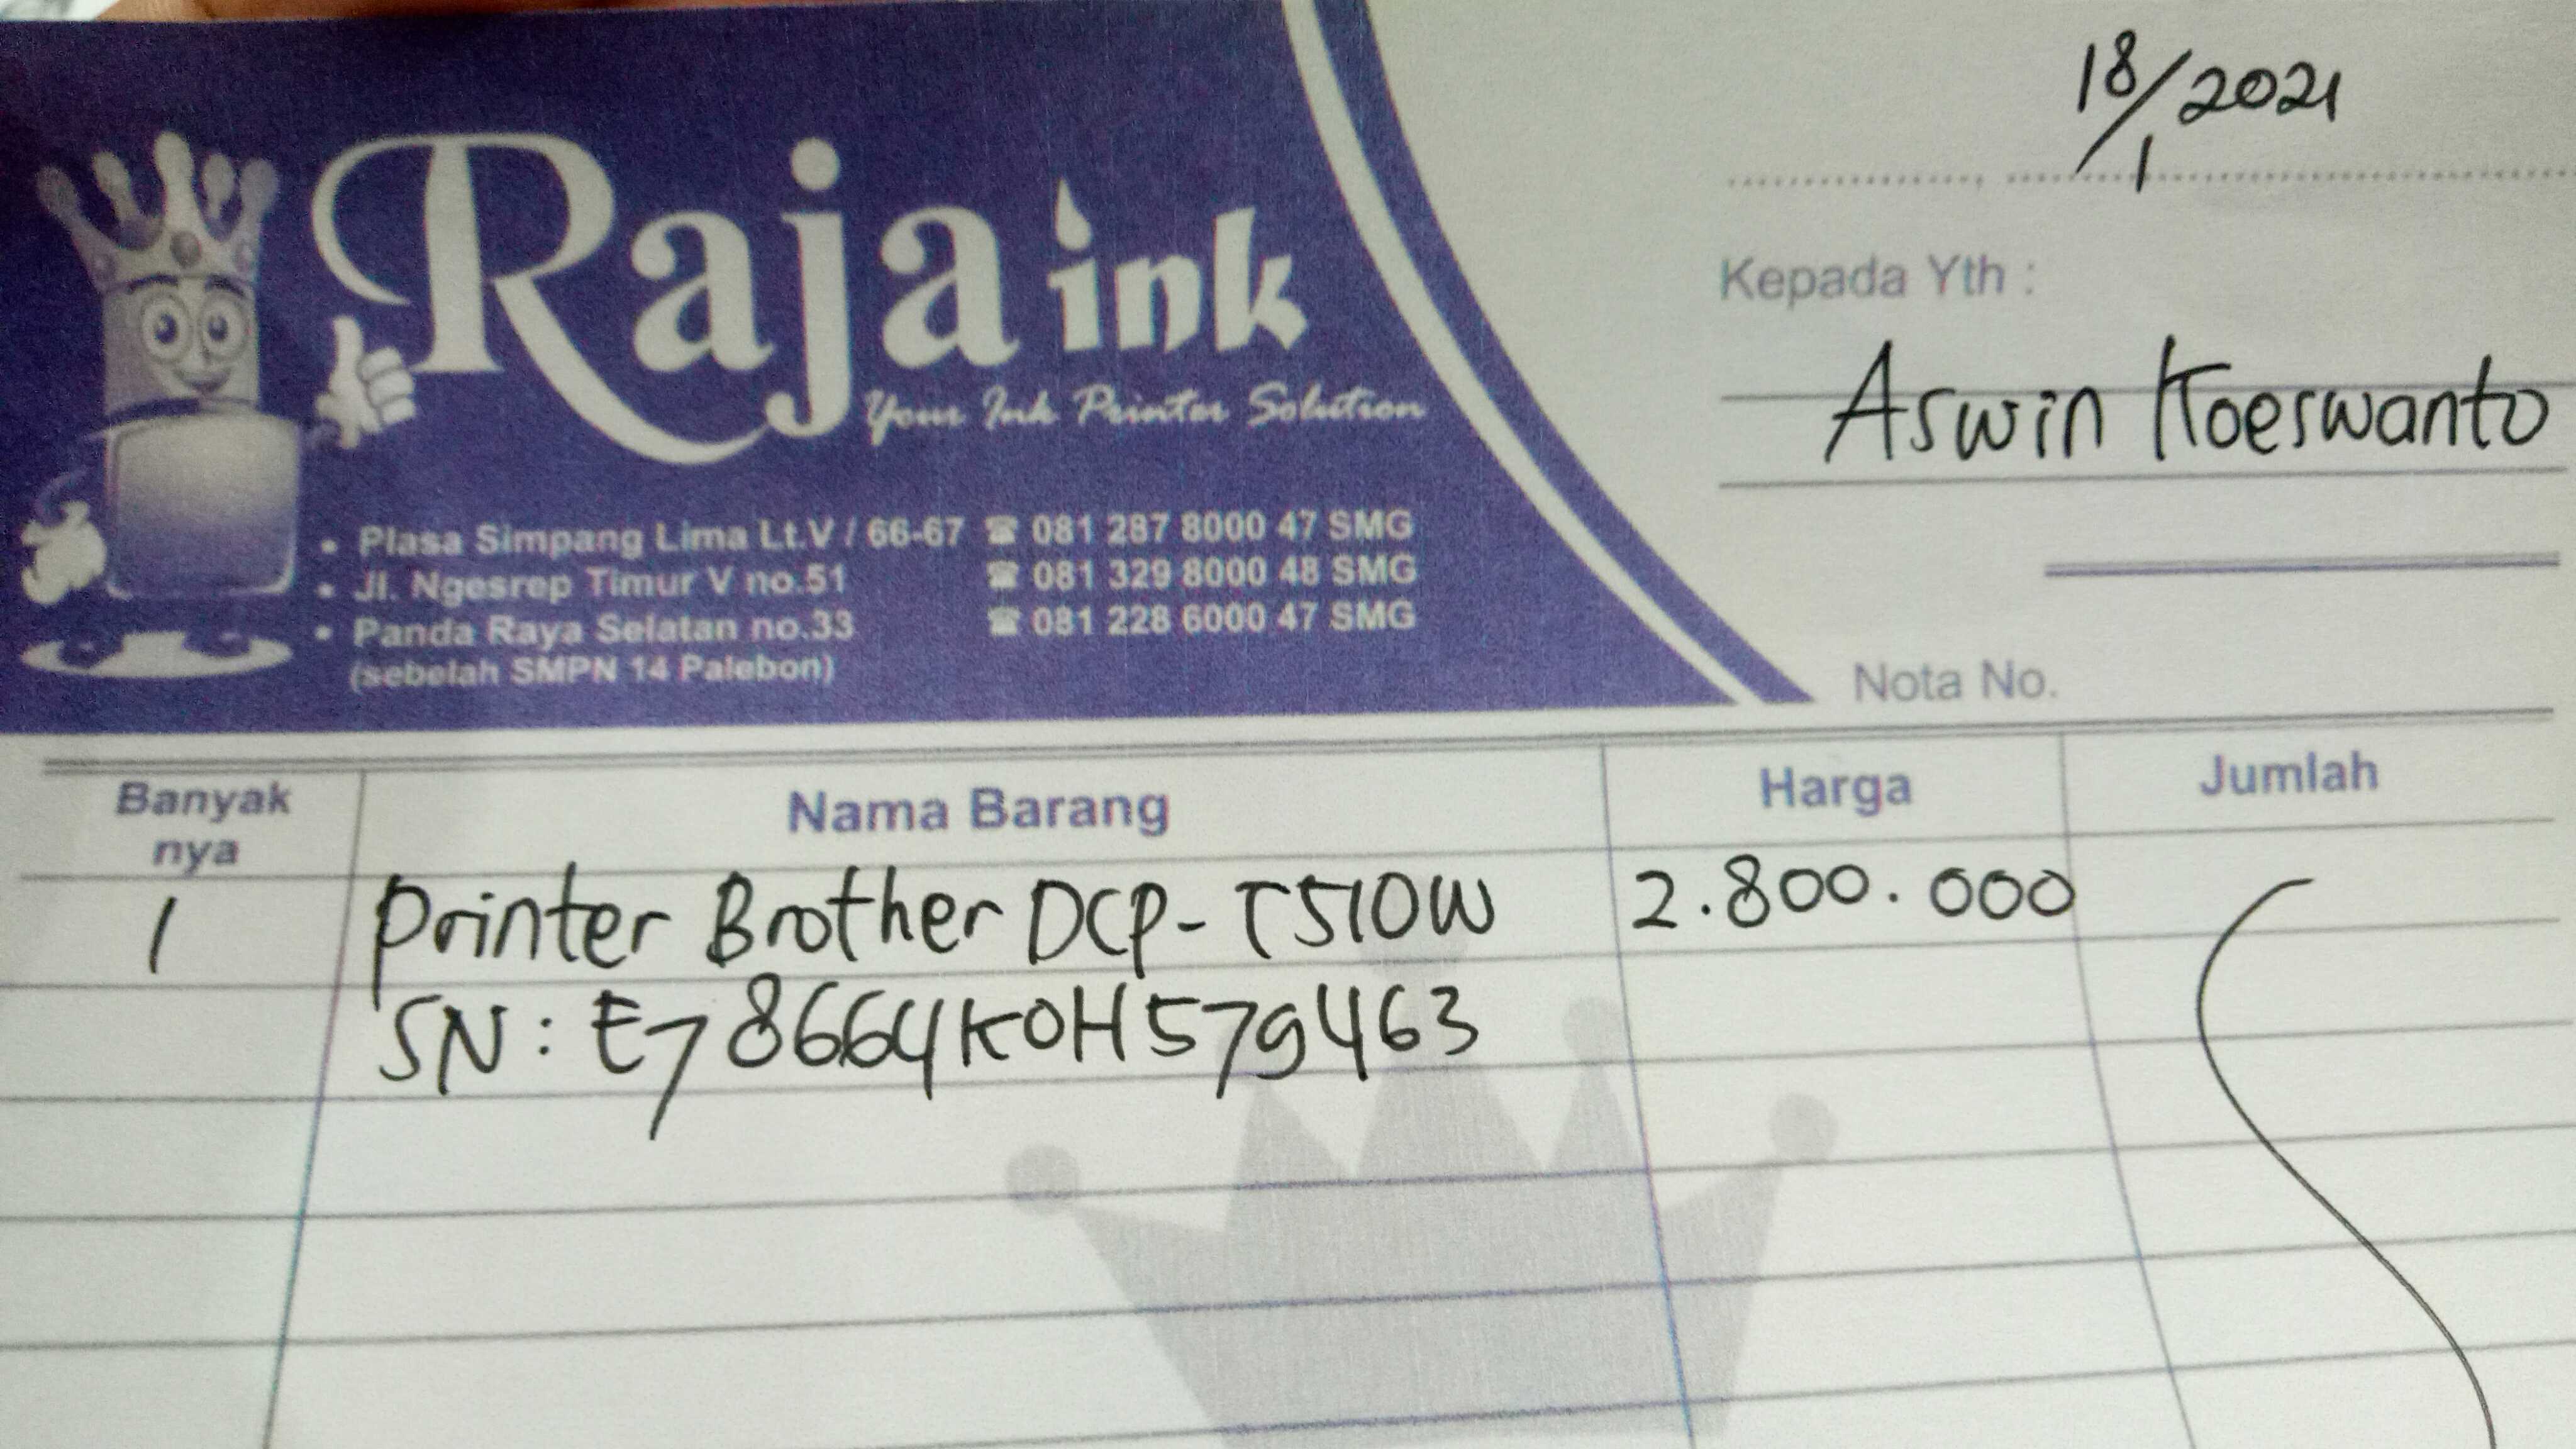 Raja ink
Your Ink Printer Solution
• Plasa Simpang Lima Lt.V / 66-67 ☎ 081 287 8000 47 SMG
• Jl. Ngesrep Timur V no.51 ☎ 081 329 8000 48 SMG
• Panda Raya Selatan no.33 ☎ 081 228 6000 47 SMG
(sebelah SMPN 14 Palebon)
18/1 2021
Kepada Yth :
Aswin Koeswanto
Nota No.
Banyak nya Nama Barang Harga Jumlah
1 Printer Brother DCP-T510W 2.800.000
SN: E78664K0H579463